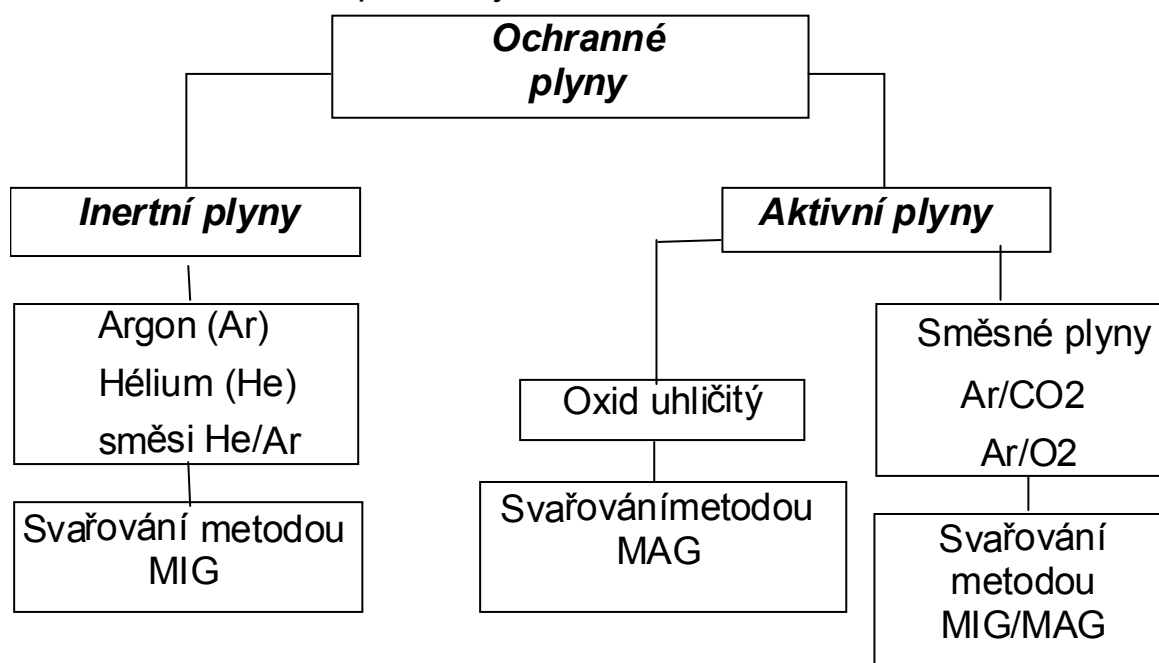 Ochranné
plyny
Inertní plyny
Aktivní plyny
Argon (Ar)
Hélium (He)
směsi He/Ar
Svařování metodou
MIG
Oxid uhličitý
Svařovánímetodou
MAG
Směsné plyny
Ar/CO2
Ar/O2
Svařování
metodou
MIG/MAG